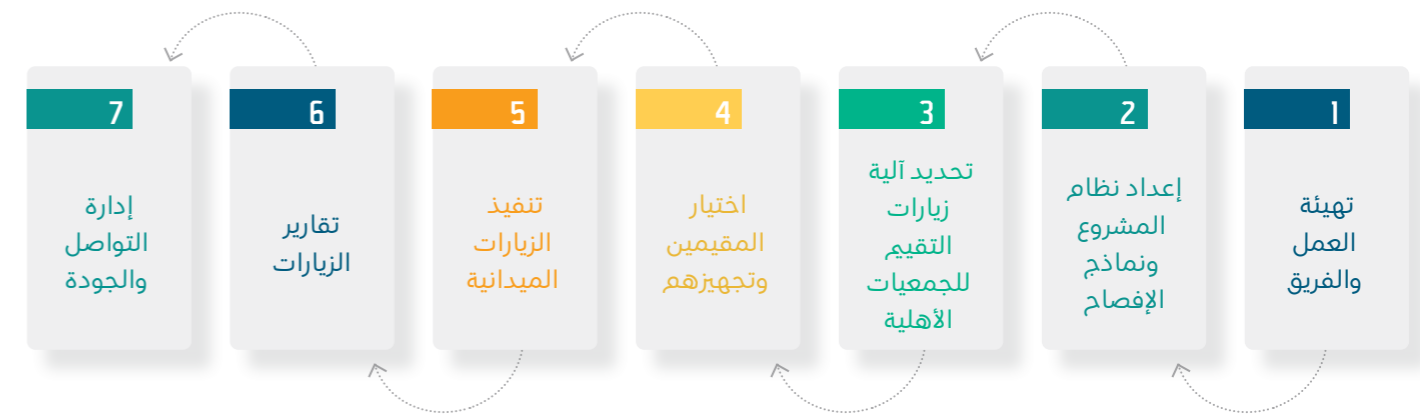 1
تهيئة
العمل
والفريق
2
إعداد نظام
المشروع
ونماذج
الإفصاح
3
تحديد آلية
زيارات
التقييم
للجمعيات
الأهلية
4
اختيار
المقيمين
وتجهيزهم
5
تنفيذ
الزيارات
الميدانية
6
تقارير
الزيارات
7
إدارة
التواصل
والجودة